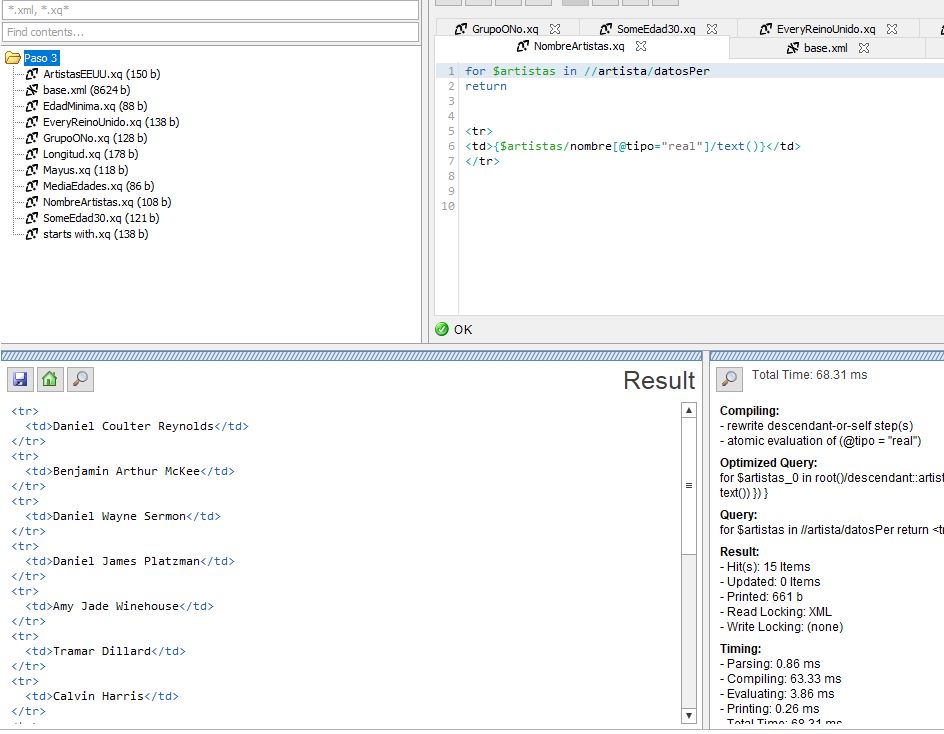 *.xml, *.xq*
Find contents...
Paso 3
ArtistasEEUU.xq (150 b)
base.xml (8624 b)
EdadMinima.xq (88 b)
EveryReinoUnido.xq (138 b)
GrupoONo.xq (128 b)
Longitud.xq (178 b)
Mayus.xq (118 b)
MediaEdades.xq (86 b)
NombreArtistas.xq (108 b)
SomeEdad30.xq (121 b)
starts with.xq (138 b)
GrupoONo.xq
SomeEdad30.xq
EveryReinoUnido.xq
NombreArtistas.xq
base.xml
1 for $artistas in //artista/datosPer
2 return
3
4
5 <tr>
6 <td>{$artistas/nombre[@tipo="real"]/text()}</td>
7 </tr>
8
9
10
OK
Result
<tr>
<td>Daniel Coulter Reynolds</td>
</tr>
<tr>
<td>Benjamin Arthur McKee</td>
</tr>
<tr>
<td>Daniel Wayne Sermon</td>
</tr>
<tr>
<td>Daniel James Platzman</td>
</tr>
<tr>
<td>Amy Jade Winehouse</td>
</tr>
<tr>
<td>Tramar Dillard</td>
</tr>
<tr>
<td>Calvin Harris</td>
</tr>
Total Time: 68.31 ms
Compiling:
- rewrite descendant-or-self step(s)
- atomic evaluation of (@tipo = "real")
Optimized Query:
for $artistas_0 in root()/descendant::artist
text()) }) }
Query:
for $artistas in //artista/datosPer return <t
Result:
- Hit(s): 15 Items
- Updated: 0 Items
- Printed: 661 b
- Read Locking: XML
- Write Locking: (none)
Timing:
- Parsing: 0.86 ms
- Compiling: 63.33 ms
- Evaluating: 3.86 ms
- Printing: 0.26 ms
- Total Time: 68.31 ms